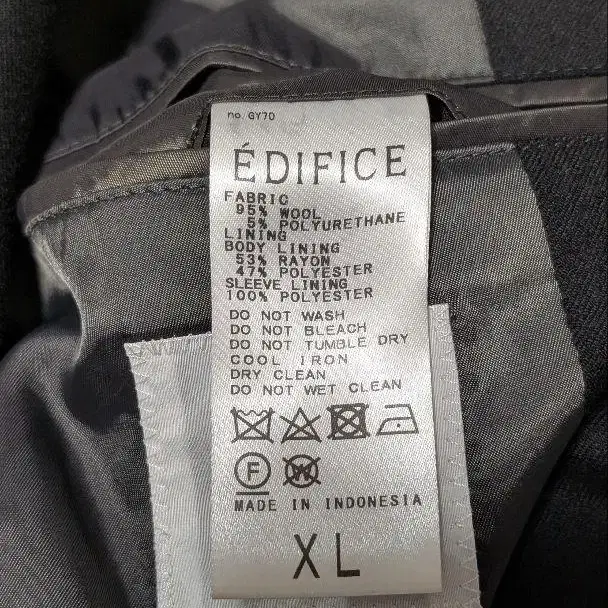 no GY70
ÉDIFICE
FABRIC
95% WOOL
5% POLYURETHANE
LINING
BODY LINING
53% RAYON
47% POLYESTER
SLEEVE LINING
100% POLYESTER
DO NOT WASH
DO NOT BLEACH
DO NOT TUMBLE DRY
COOL IRON
DRY CLEAN
DO NOT WET CLEAN
F W
MADE IN INDONESIA
XL